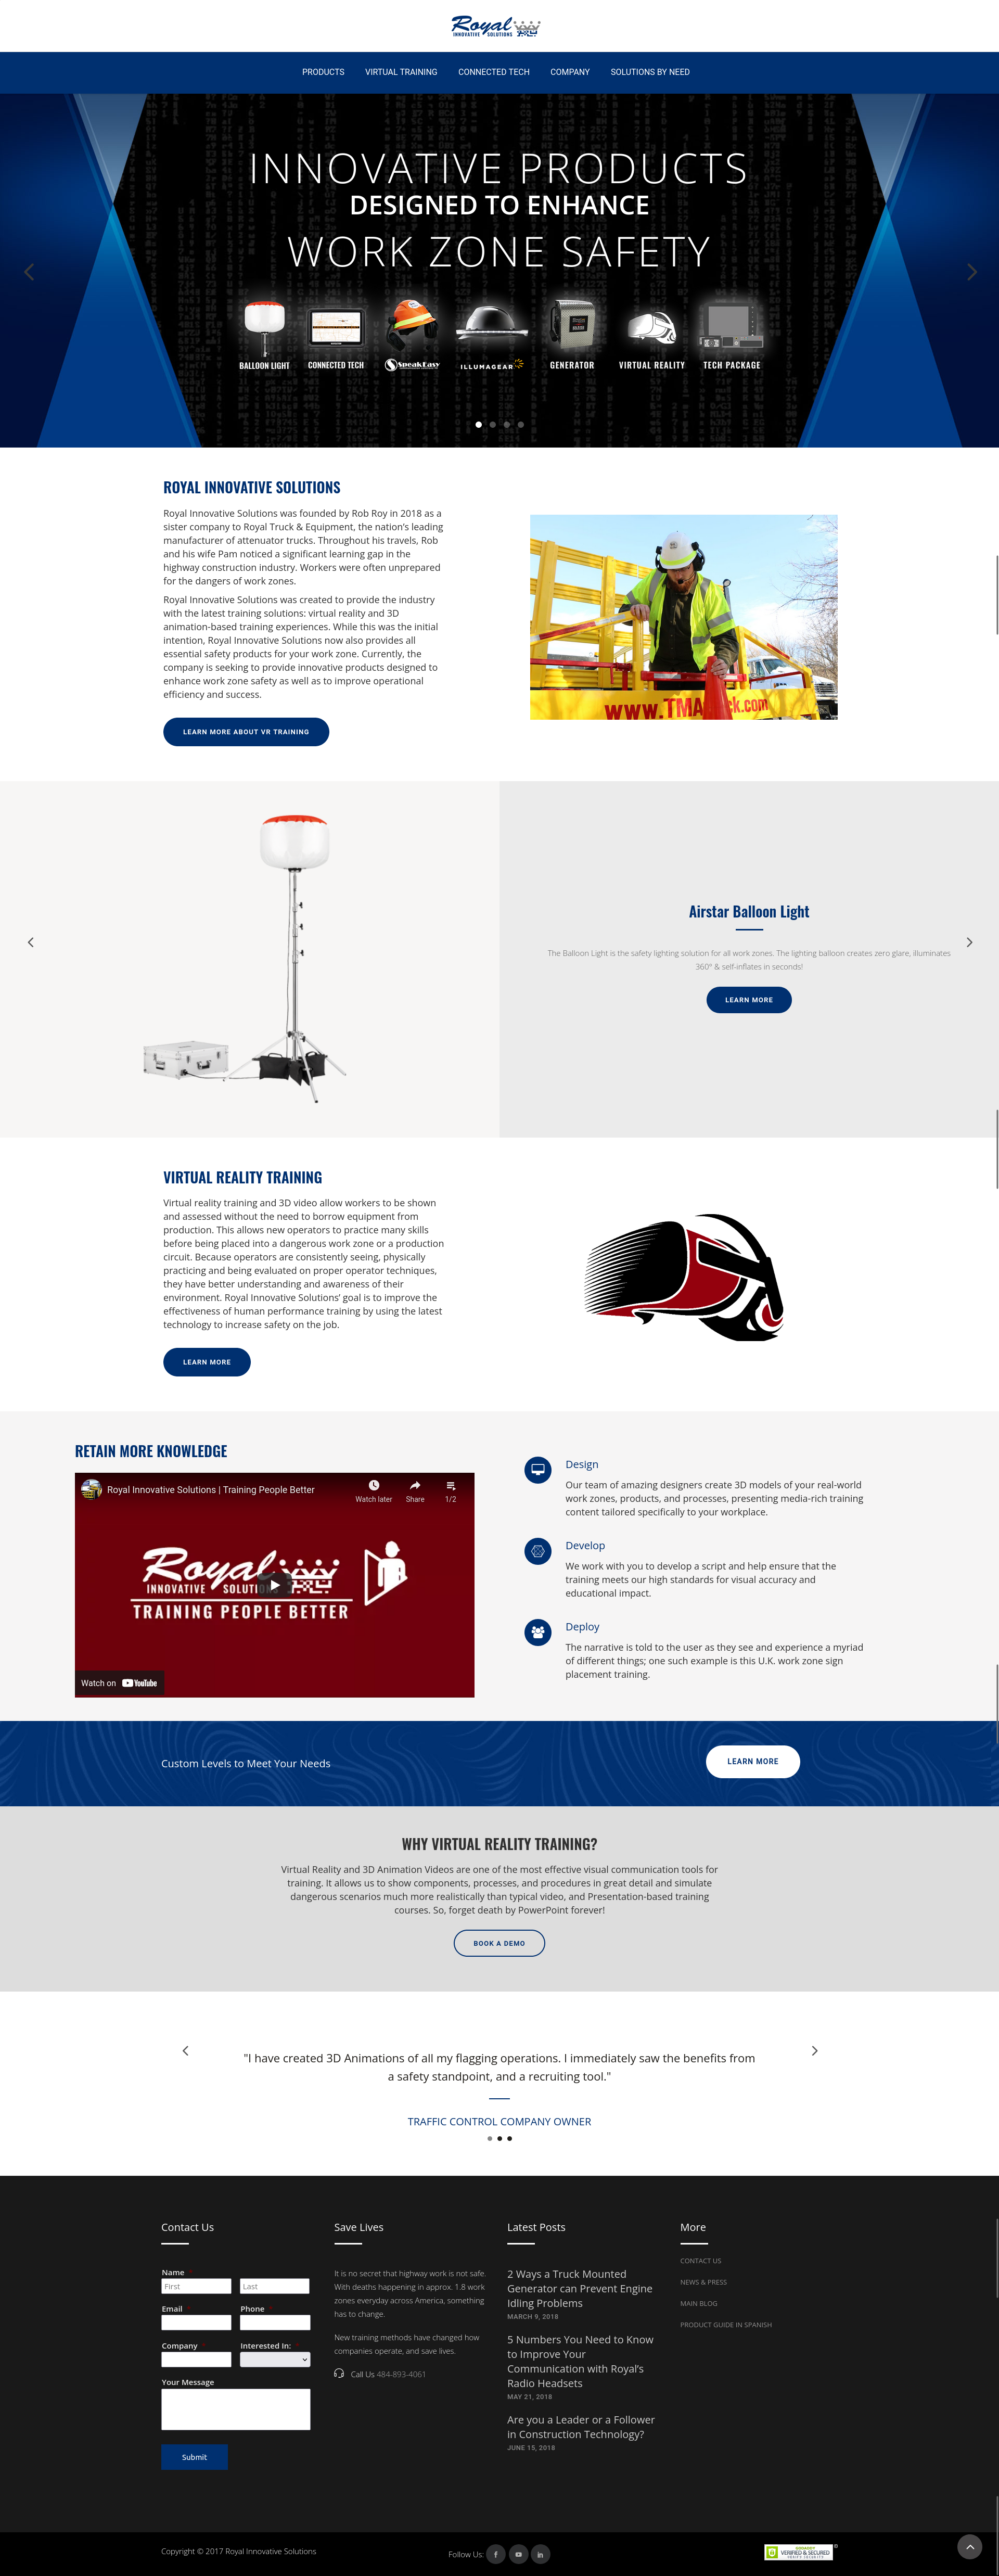 Royal
INNOVATIVE SOLUTIONS
PRODUCTS
VIRTUAL TRAINING
CONNECTED TECH
COMPANY
SOLUTIONS BY NEED
INNOVATIVE PRODUCTS
DESIGNED TO ENHANCE
WORK ZONE SAFETY
BALLOON LIGHT
CONNECTED TECH
SpeakEasy
ILLUMAGEAR
GENERATOR
VIRTUAL REALITY
TECH PACKAGE
ROYAL INNOVATIVE SOLUTIONS
Royal Innovative Solutions was founded by Rob Roy in 2018 as a
sister company to Royal Truck & Equipment, the nation's leading
manufacturer of attenuator trucks. Throughout his travels, Rob
and his wife Pam noticed a significant learning gap in the
highway construction industry. Workers were often unprepared
for the dangers of work zones.
Royal Innovative Solutions was created to provide the industry
with the latest training solutions: virtual reality and 3D
animation-based training experiences. While this was the initial
intention, Royal Innovative Solutions now also provides all
essential safety products for your work zone. Currently, the
company is seeking to provide innovative products designed to
enhance work zone safety as well as to improve operational
efficiency and success.
LEARN MORE ABOUT VR TRAINING
Airstar Balloon Light
The Balloon Light is the safety lighting solution for all work zones. The lighting balloon creates zero glare, illuminates
360° & self-inflates in seconds!
LEARN MORE
VIRTUAL REALITY TRAINING
Virtual reality training and 3D video allow workers to be shown
and assessed without the need to borrow equipment from
production. This allows new operators to practice many skills
before being placed into a dangerous work zone or a production
circuit. Because operators are consistently seeing, physically
practicing and being evaluated on proper operator techniques,
they have better understanding and awareness of their
environment. Royal Innovative Solutions' goal is to improve the
effectiveness of human performance training by using the latest
technology to increase safety on the job.
LEARN MORE
RETAIN MORE KNOWLEDGE
Royal Innovative Solutions | Training People Better
Watch later
Share
1/2
Royal
INNOVATIVE SOLUTIONS
TRAINING PEOPLE BETTER
Watch on YouTube
Design
Our team of amazing designers create 3D models of your real-world
work zones, products, and processes, presenting media-rich training
content tailored specifically to your workplace.
Develop
We work with you to develop a script and help ensure that the
training meets our high standards for visual accuracy and
educational impact.
Deploy
The narrative is told to the user as they see and experience a myriad
of different things; one such example is this U.K. work zone sign
placement training.
Custom Levels to Meet Your Needs
LEARN MORE
WHY VIRTUAL REALITY TRAINING?
Virtual Reality and 3D Animation Videos are one of the most effective visual communication tools for
training. It allows us to show components, processes, and procedures in great detail and simulate
dangerous scenarios much more realistically than typical video, and Presentation-based training
courses. So, forget death by PowerPoint forever!
BOOK A DEMO
"I have created 3D Animations of all my flagging operations. I immediately saw the benefits from
a safety standpoint, and a recruiting tool."
TRAFFIC CONTROL COMPANY OWNER
Contact Us
Name *
First
Last
Email *
Phone *
Company *
Interested In: *
Your Message
Submit
Save Lives
It is no secret that highway work is not safe.
With deaths happening in approx. 1.8 work
zones everyday across America, something
has to change.
New training methods have changed how
companies operate, and save lives.
Call Us 484-893-4061
Latest Posts
2 Ways a Truck Mounted
Generator can Prevent Engine
Idling Problems
MARCH 9, 2018
5 Numbers You Need to Know
to Improve Your
Communication with Royal's
Radio Headsets
MAY 21, 2018
Are you a Leader or a Follower
in Construction Technology?
JUNE 15, 2018
More
CONTACT US
NEWS & PRESS
MAIN BLOG
PRODUCT GUIDE IN SPANISH
Copyright © 2017 Royal Innovative Solutions
Follow Us:
VERIFIED & SECURED